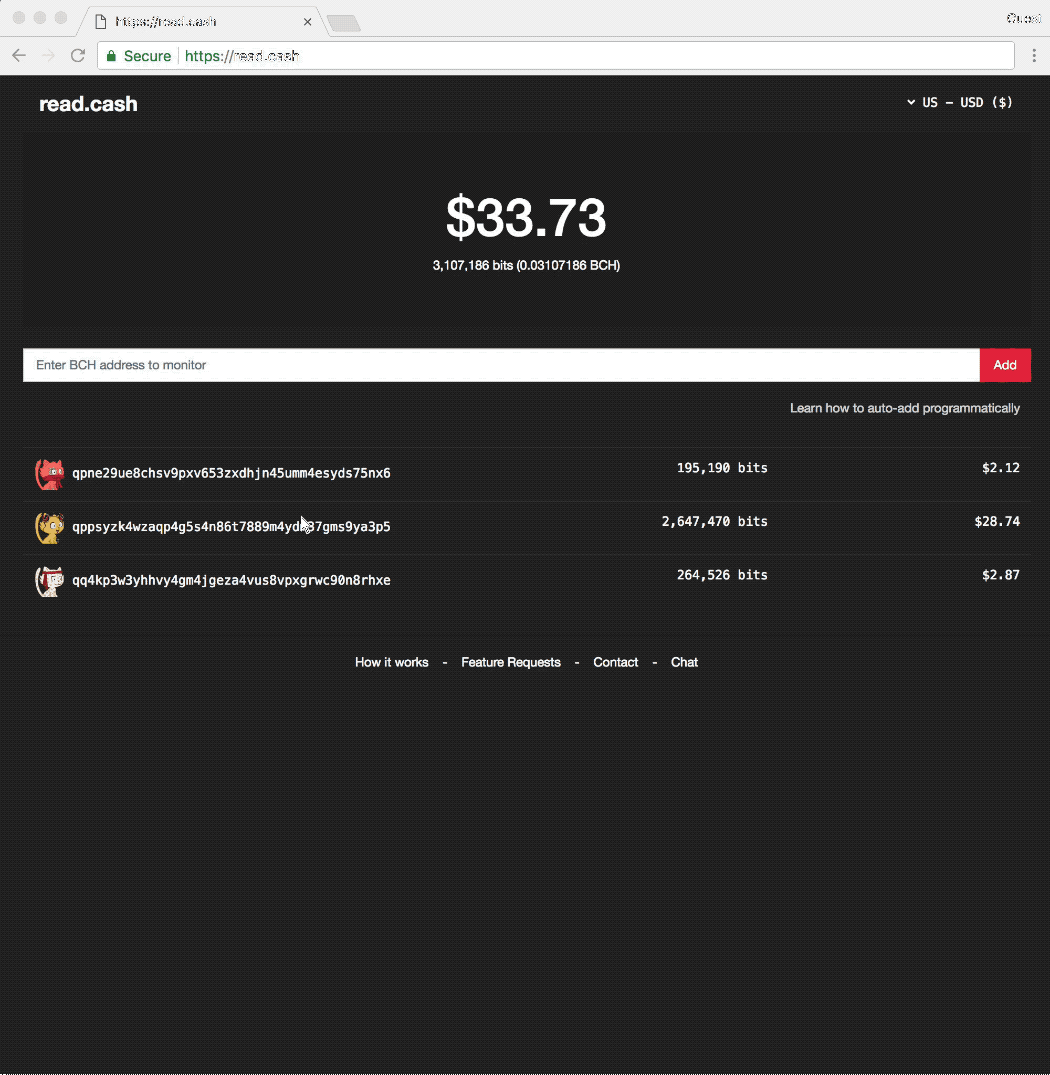 https://read.cash
Guest
Secure https://read.cash
read.cash
US – USD ($)
$33.73
3,107,186 bits (0.03107186 BCH)
Enter BCH address to monitor Add
Learn how to auto-add programmatically
qpne29ue8chsv9pxv653zxdhjn45umm4esyds75nx6 195,190 bits $2.12
2,647,470 bits $28.74
qq4kp3w3yhhvy4gm4jgeza4vus8vpxgrwc90n8rhxe 264,526 bits $2.87
How it works - Feature Requests - Contact - Chat